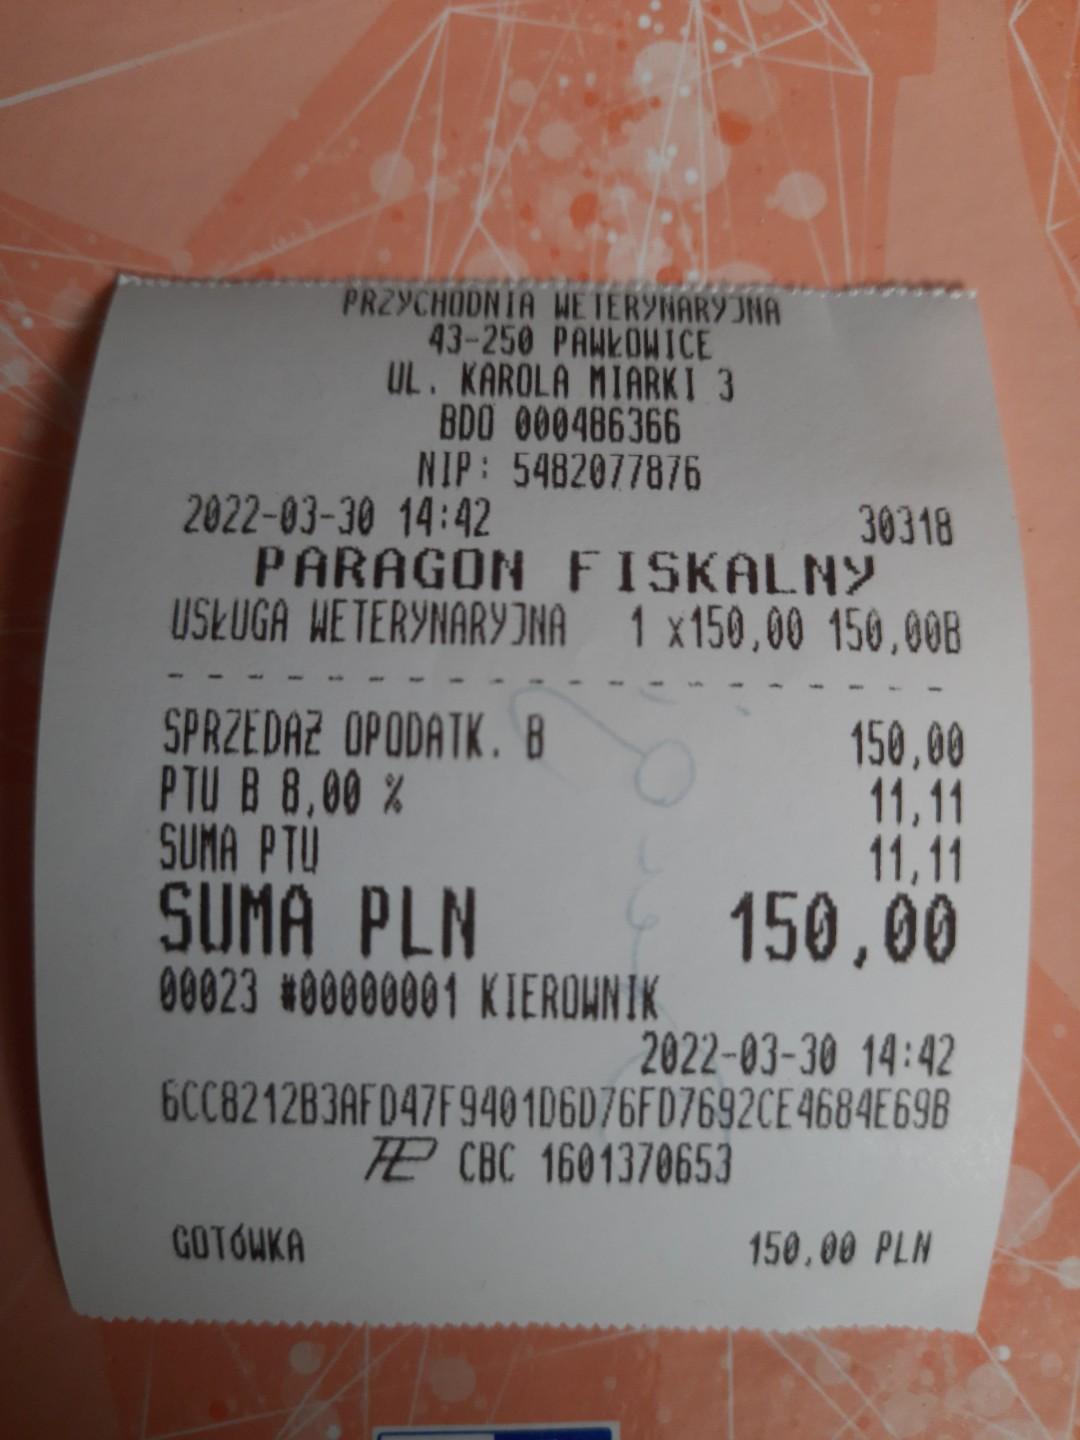 PRZYCHODNIA WETERYNARYJNA
43-250 PAWŁOWICE
UL. KAROLA MIARKI 3
BDO 000486366
NIP: 5482077876
2022-03-30 14:42 30318
PARAGON FISKALNY
USŁUGA WETERYNARYJNA 1 x150,00 150,00B
- - - - - - - - - - - - - - - - - - - -
SPRZEDAŻ OPODATK. B 150,00
PTU B 8,00 % 11,11
SUMA PTU 11,11
SUMA PLN 150,00
00023 #00000001 KIEROWNIK
2022-03-30 14:42
6CC8212B3AFD47F9401D6D76FD7692CE4684E69B
PL CBC 1601370653
GOTÓWKA 150,00 PLN